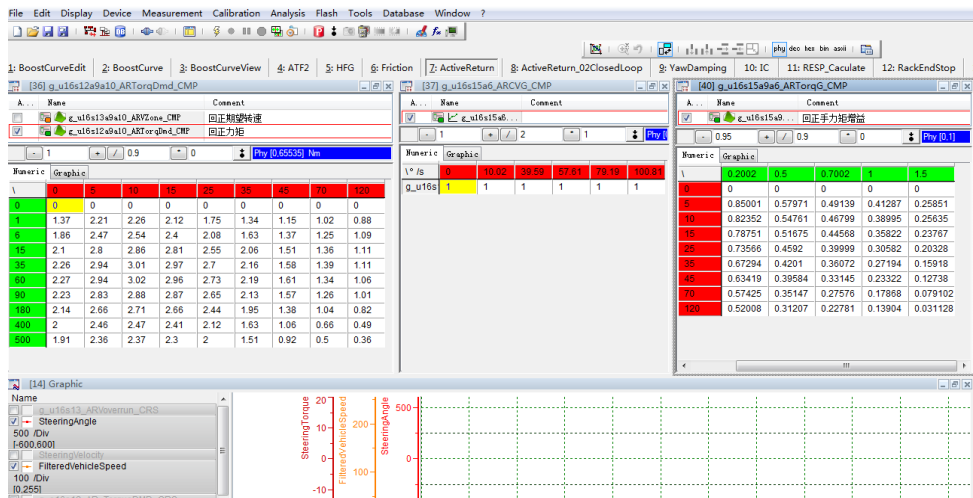 File Edit Display Device Measurement Calibration Analysis Flash Tools Database Window ?
phy dec hex bin ascii
1: BoostCurveEdit 2: BoostCurve 3: BoostCurveView 4: ATF2 5: HFG 6: Friction 7: ActiveReturn 8: ActiveReturn_02ClosedLoop 9: YawDamping 10: IC 11: RESP_Caculate 12: RackEndStop
[36] g_u16s12a9a10_ARTorqDmd_CMP
A... Name Comment
g_u16s13a9a10_ARVZone_CMP 回正期望转速
g_u16s12a9a10_ARTorqDmd_CMP 回正力矩
- 1 + / 0.9 * 0 Phy [0,65535] Nm
Numeric Graphic
\ 0 5 10 15 25 35 45 70 120
0 0 0 0 0 0 0 0 0 0
1 1.37 2.21 2.26 2.12 1.75 1.34 1.15 1.02 0.88
6 1.86 2.47 2.54 2.4 2.08 1.63 1.37 1.25 1.09
15 2.1 2.8 2.86 2.81 2.55 2.06 1.51 1.36 1.11
35 2.26 2.94 3.01 2.97 2.7 2.16 1.58 1.39 1.11
60 2.27 2.94 3.02 2.96 2.73 2.19 1.61 1.34 1.06
90 2.23 2.83 2.88 2.87 2.65 2.13 1.57 1.26 1.01
180 2.14 2.66 2.71 2.66 2.44 1.95 1.38 1.04 0.82
400 2 2.46 2.47 2.41 2.12 1.63 1.06 0.66 0.49
500 1.91 2.36 2.37 2.3 2 1.51 0.92 0.5 0.36
[37] g_u16s15a6_ARCVG_CMP
A... Name Comment
g_u16s15a6...
- 1 + / 2 * 1 Phy [
Numeric Graphic
\° /s 0 10.02 39.59 57.61 79.19 100.81
g_u16s 1 1 1 1 1 1
[40] g_u16s15a9a6_ARTorqG_CMP
A... Name Comment
g_u16s15a9... 回正手力矩增益
- 0.95 + / 0.9 * 0 Phy [0,1]
Numeric Graphic
\ 0.2002 0.5 0.7002 1 1.5
0 0 0 0 0 0
5 0.85001 0.57971 0.49139 0.41287 0.25851
10 0.82352 0.54761 0.46799 0.38995 0.25635
15 0.78751 0.51675 0.44568 0.35822 0.23767
25 0.73566 0.4592 0.39999 0.30582 0.20328
35 0.67294 0.4201 0.36072 0.27194 0.15918
45 0.63419 0.39584 0.33145 0.23322 0.12738
70 0.57425 0.35147 0.27576 0.17868 0.079102
120 0.52008 0.31207 0.22781 0.13904 0.031128
[14] Graphic
Name
g_u16s13_ARVoverrun_CRS
SteeringAngle
500 /Div
[-600,600]
SteeringVelocity
FilteredVehicleSpeed
100 /Div
[0,255]
SteeringTorque
20
10
0
-10
FilteredVehicleSpeed
200
100
SteeringAngle
500
0